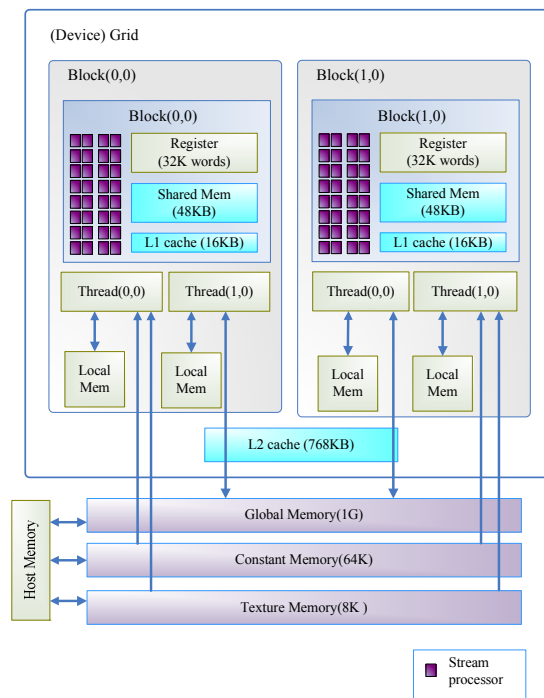 (Device) Grid
Block(0,0)
Block(0,0)
Register
(32K words)
Shared Mem
(48KB)
L1 cache (16KB)
Thread(0,0)
Thread(1,0)
Local
Mem
Local
Mem
Block(1,0)
Block(1,0)
Register
(32K words)
Shared Mem
(48KB)
L1 cache (16KB)
Thread(0,0)
Thread(1,0)
Local
Mem
Local
Mem
L2 cache (768KB)
Host Memory
Global Memory(1G)
Constant Memory(64K)
Texture Memory(8K )
Stream
processor